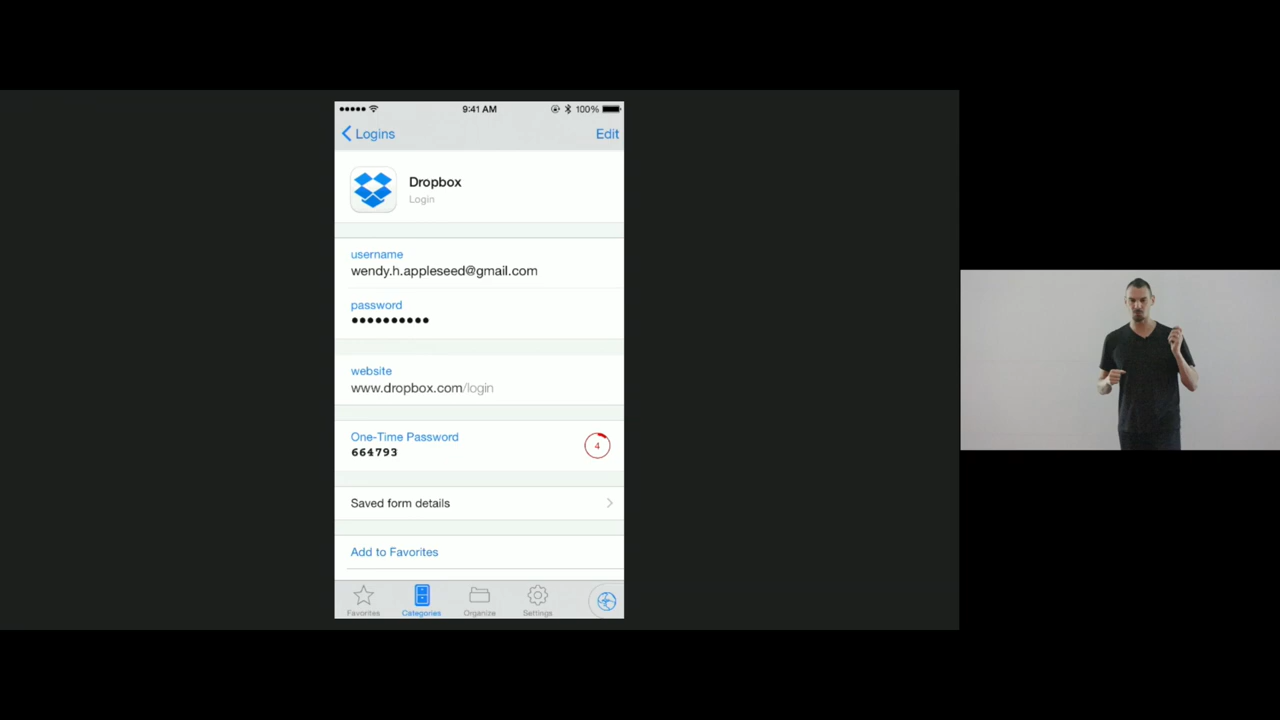 9:41 AM
100%
Logins
Edit
Dropbox
Login
username
wendy.h.appleseed@gmail.com
password
website
www.dropbox.com/login
One-Time Password
664793
4
Saved form details
Add to Favorites
Favorites
Categories
Organize
Settings